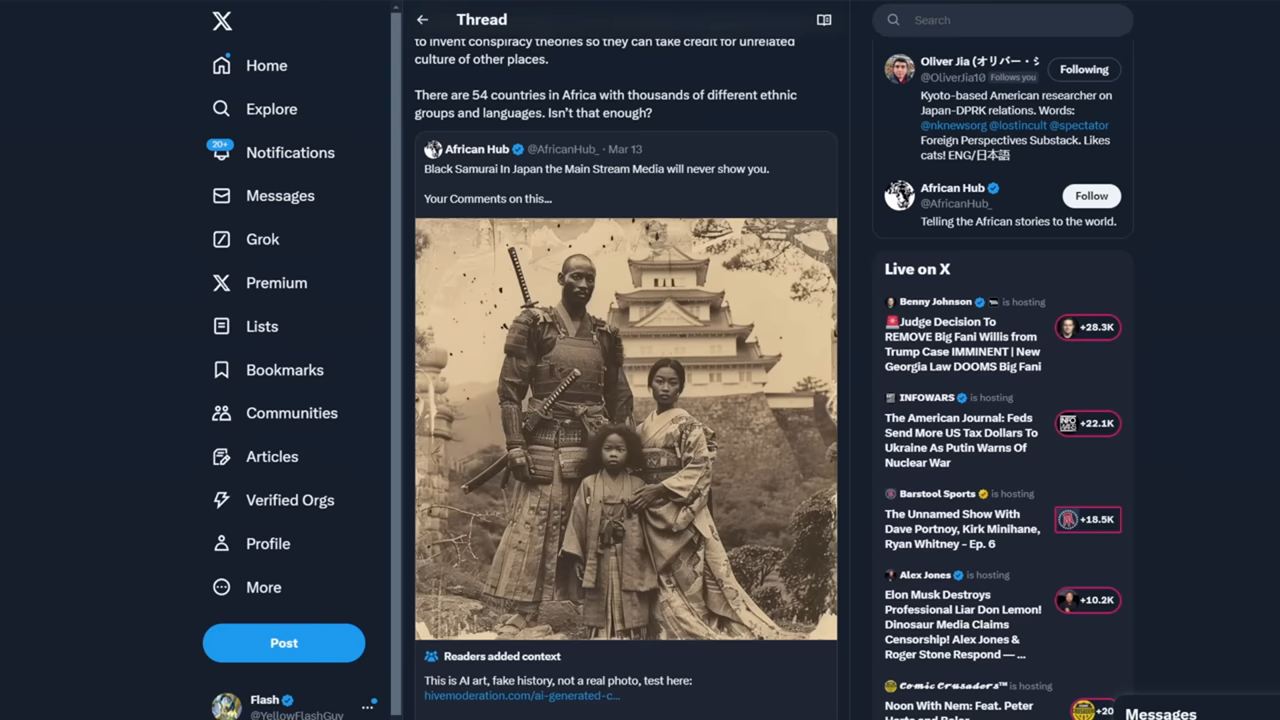 Home
Explore
20+
Notifications
Messages
Grok
Premium
Lists
Bookmarks
Communities
Articles
Verified Orgs
Profile
More
Post
Flash
@YellowFlashGuy
Thread
to invent conspiracy theories so they can take credit for unrelated
culture of other places.
There are 54 countries in Africa with thousands of different ethnic
groups and languages. Isn't that enough?
African Hub @AfricanHub_ · Mar 13
Black Samurai In Japan the Main Stream Media will never show you.
Your Comments on this...
Readers added context
This is AI art, fake history, not a real photo, test here:
hivemoderation.com/ai-generated-c...
Search
Oliver Jia (オリバー・シ
@OliverJia10 Follows you
Following
Kyoto-based American researcher on
Japan-DPRK relations. Words:
@nknewsorg @lostincult @spectator
Foreign Perspectives Substack. Likes
cats! ENG/日本語
African Hub
@AfricanHub_
Follow
Telling the African stories to the world.
Live on X
Benny Johnson is hosting
Judge Decision To
REMOVE Big Fani Willis from
Trump Case IMMINENT | New
Georgia Law DOOMS Big Fani
+28.3K
INFOWARS is hosting
The American Journal: Feds
Send More US Tax Dollars To
Ukraine As Putin Warns Of
Nuclear War
+22.1K
Barstool Sports is hosting
The Unnamed Show With
Dave Portnoy, Kirk Minihane,
Ryan Whitney - Ep. 6
+18.5K
Alex Jones is hosting
Elon Musk Destroys
Professional Liar Don Lemon!
Dinosaur Media Claims
Censorship! Alex Jones &
Roger Stone Respond — ...
+10.2K
Comic Crusaders™ is hosting
Noon With Nem: Feat. Peter
+20
Messages